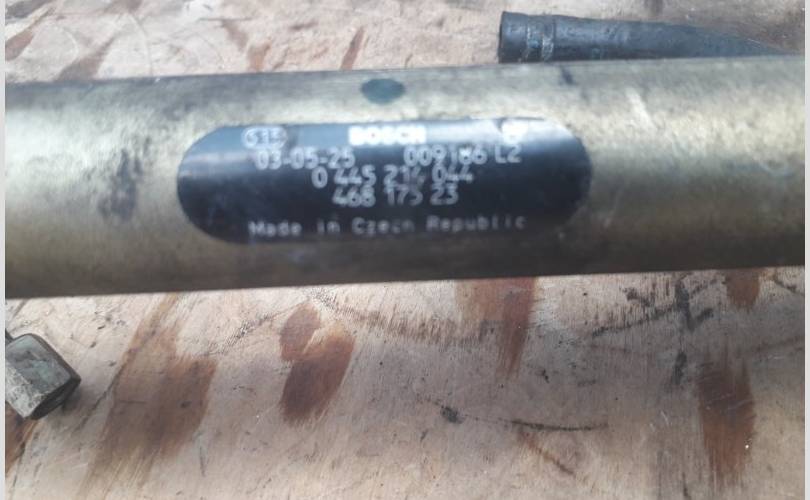 BOSCH
03-05-25 009186 L2
0 445 214 044
468 175 23
Made in Czech Republic